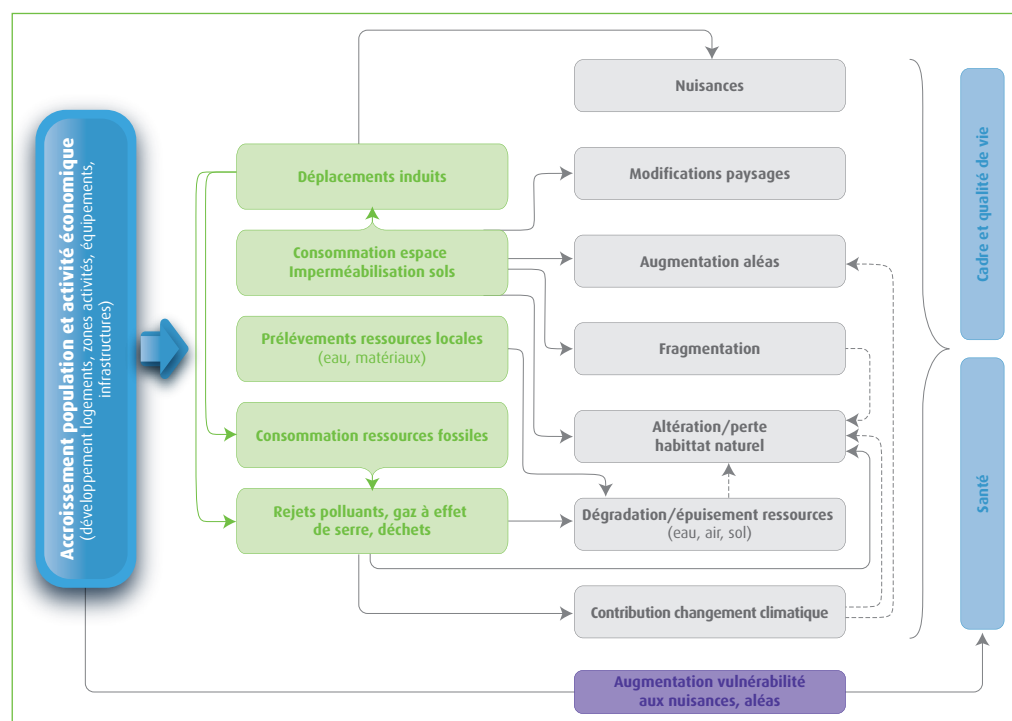 Accroissement population et activité économique
(développement logements, zones activités, équipements,
infrastructures)
Déplacements induits
Consommation espace
Imperméabilisation sols
Prélévements ressources locales
(eau, matériaux)
Consommation ressources fossiles
Rejets polluants, gaz à effet
de serre, déchets
Nuisances
Modifications paysages
Augmentation aléas
Fragmentation
Altération/perte
habittat naturel
Dégradation/épuisement ressources
(eau, air, sol)
Contribution changement climatique
Augmentation vulnérabilité
aux nuisances, aléas
Cadre et qualité de vie
Santé